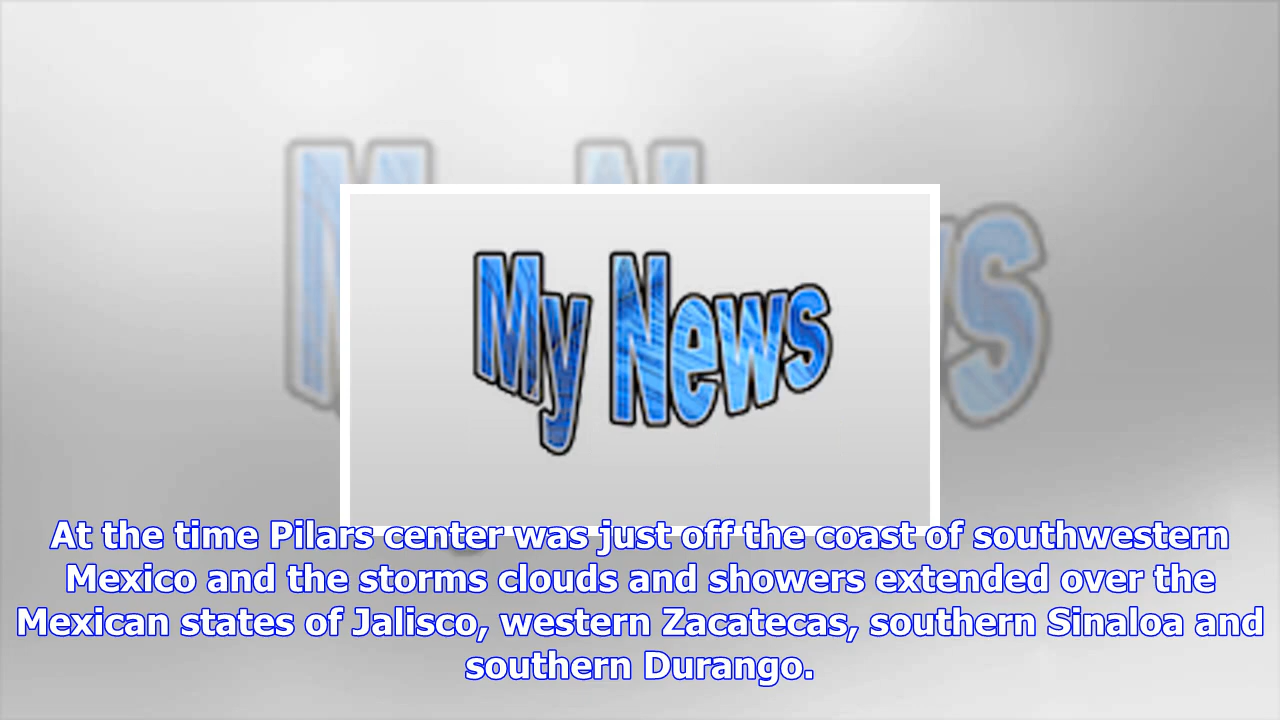 My News
At the time Pilars center was just off the coast of southwestern
Mexico and the storms clouds and showers extended over the
Mexican states of Jalisco, western Zacatecas, southern Sinaloa and
southern Durango.